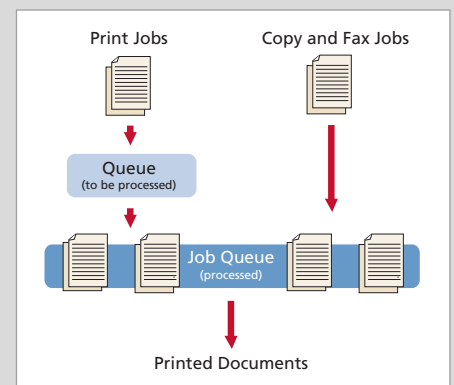 Print Jobs
Copy and Fax Jobs
Queue
(to be processed)
Job Queue
(processed)
Printed Documents